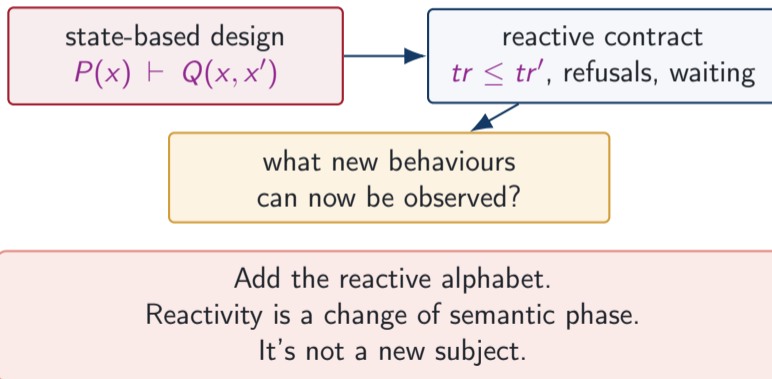 state-based design
P(x) ⊢ Q(x, x′)
reactive contract
tr ≤ tr′, refusals, waiting
what new behaviours
can now be observed?
Add the reactive alphabet.
Reactivity is a change of semantic phase.
It's not a new subject.